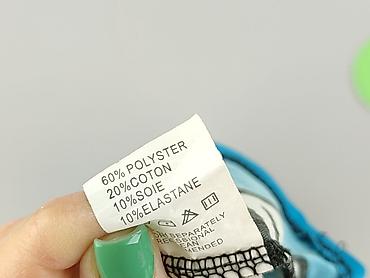 60% POLYSTER
20%COTON
10%SOIE
10%ELASTANE
SEPARATELY